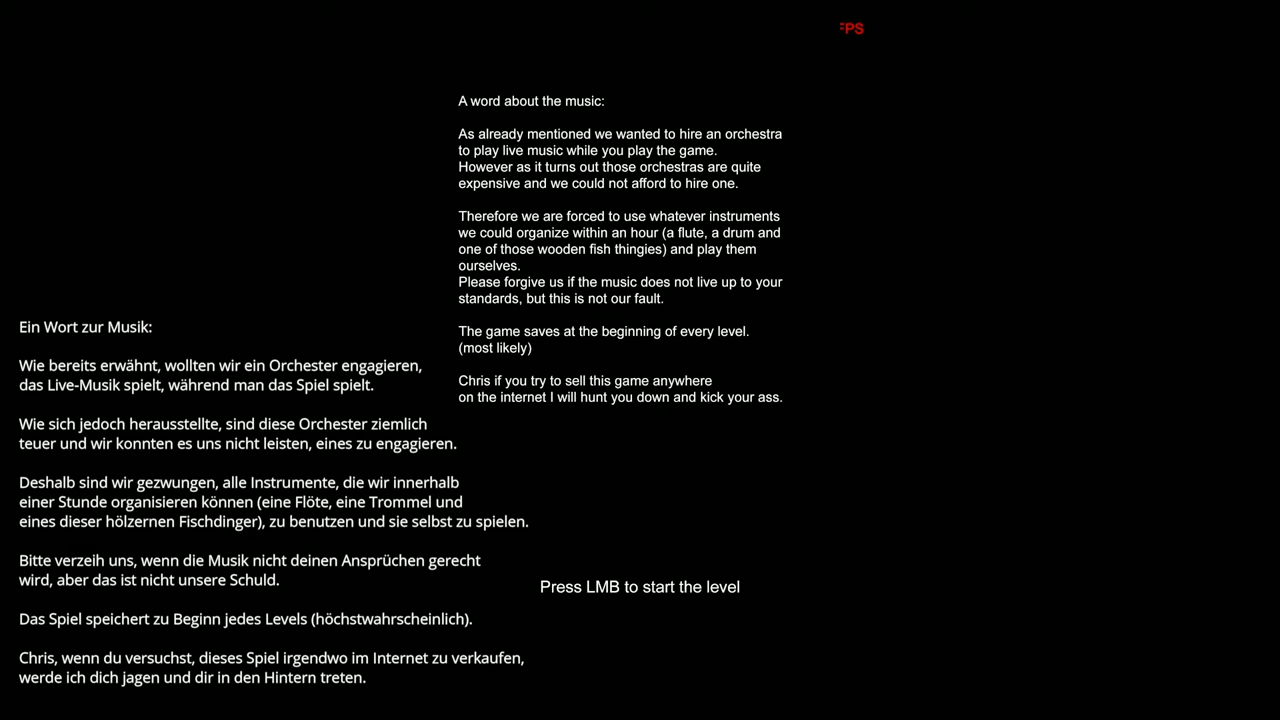 FPS
A word about the music:
As already mentioned we wanted to hire an orchestra
to play live music while you play the game.
However as it turns out those orchestras are quite
expensive and we could not afford to hire one.
Therefore we are forced to use whatever instruments
we could organize within an hour (a flute, a drum and
one of those wooden fish thingies) and play them
ourselves.
Please forgive us if the music does not live up to your
standards, but this is not our fault.
The game saves at the beginning of every level.
(most likely)
Chris if you try to sell this game anywhere
on the internet I will hunt you down and kick your ass.
Ein Wort zur Musik:
Wie bereits erwähnt, wollten wir ein Orchester engagieren,
das Live-Musik spielt, während man das Spiel spielt.
Wie sich jedoch herausstellte, sind diese Orchester ziemlich
teuer und wir konnten es uns nicht leisten, eines zu engagieren.
Deshalb sind wir gezwungen, alle Instrumente, die wir innerhalb
einer Stunde organisieren können (eine Flöte, eine Trommel und
eines dieser hölzernen Fischdinger), zu benutzen und sie selbst zu spielen.
Bitte verzeih uns, wenn die Musik nicht deinen Ansprüchen gerecht
wird, aber das ist nicht unsere Schuld.
Das Spiel speichert zu Beginn jedes Levels (höchstwahrscheinlich).
Chris, wenn du versuchst, dieses Spiel irgendwo im Internet zu verkaufen,
werde ich dich jagen und dir in den Hintern treten.
Press LMB to start the level